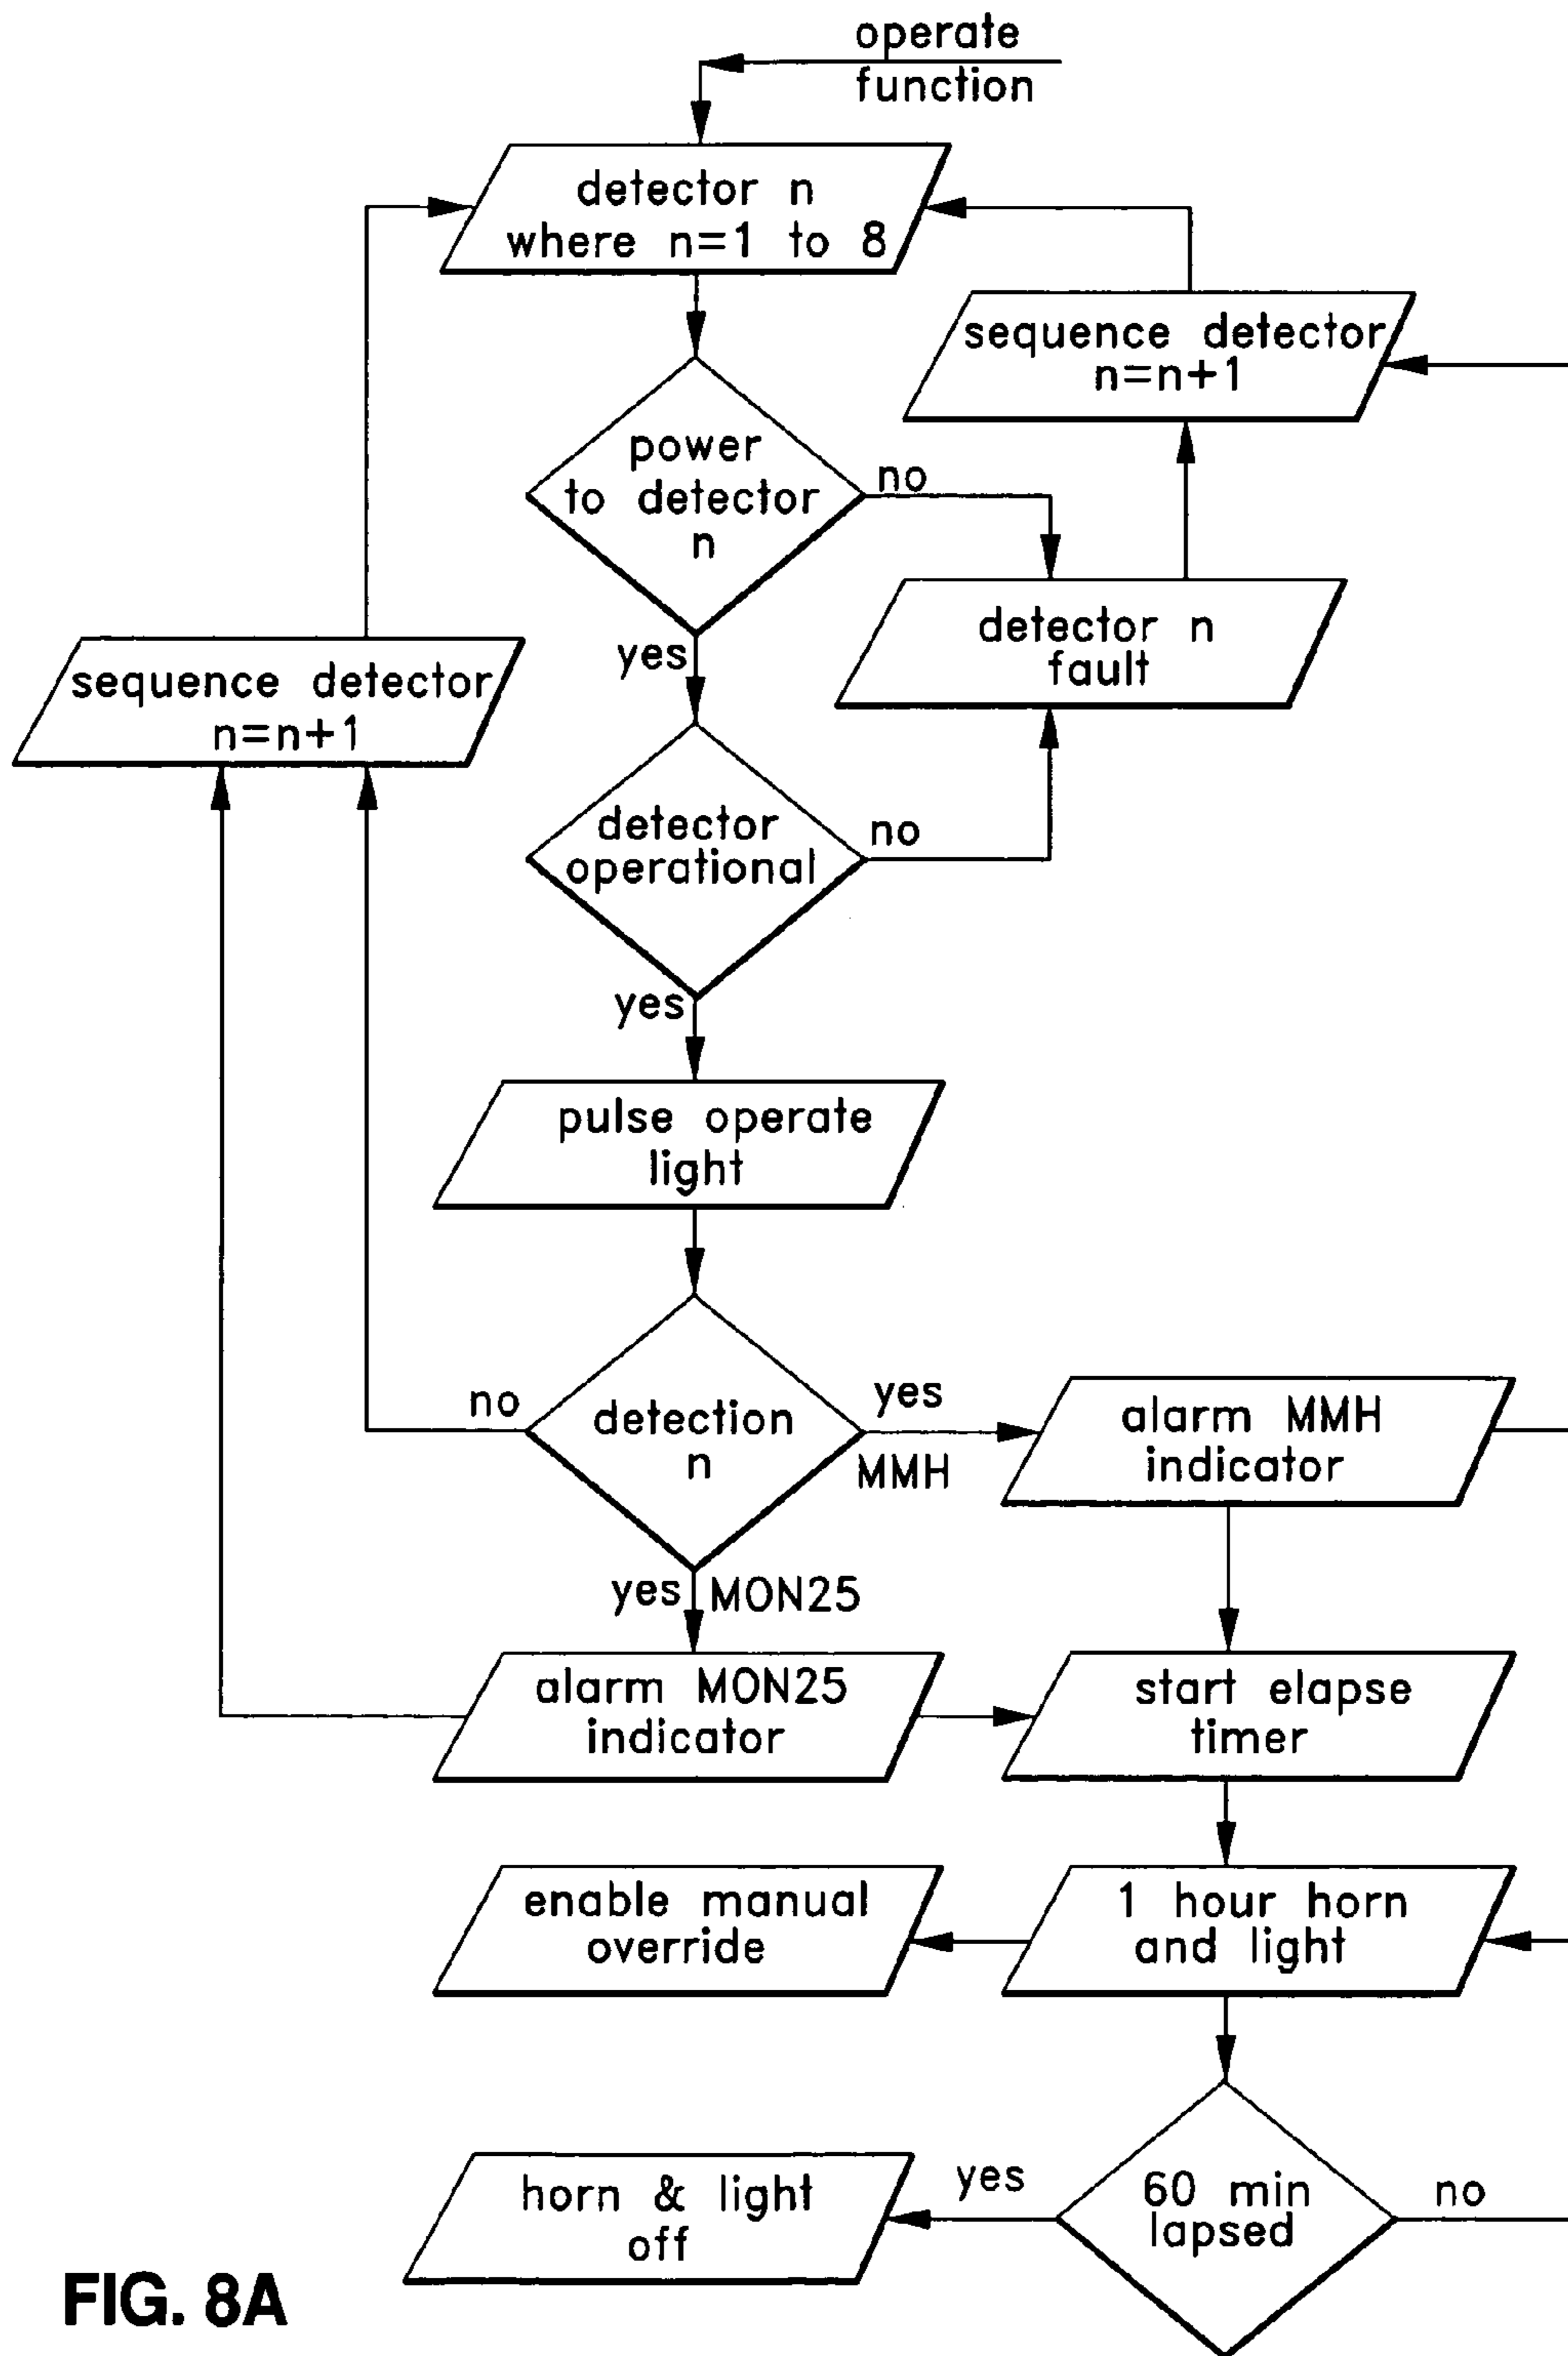 operate
function
detector n
where n=1 to 8
sequence detector
n=n+1
power
to detector
n
no
detector n
fault
yes
sequence detector
n=n+1
detector
operational
no
yes
pulse operate
light
detection
n
no
yes
MMH
alarm MMH
indicator
yes MON25
alarm MON25
indicator
start elapse
timer
enable manual
override
1 hour horn
and light
60 min
lapsed
yes
no
horn & light
off
FIG. 8A